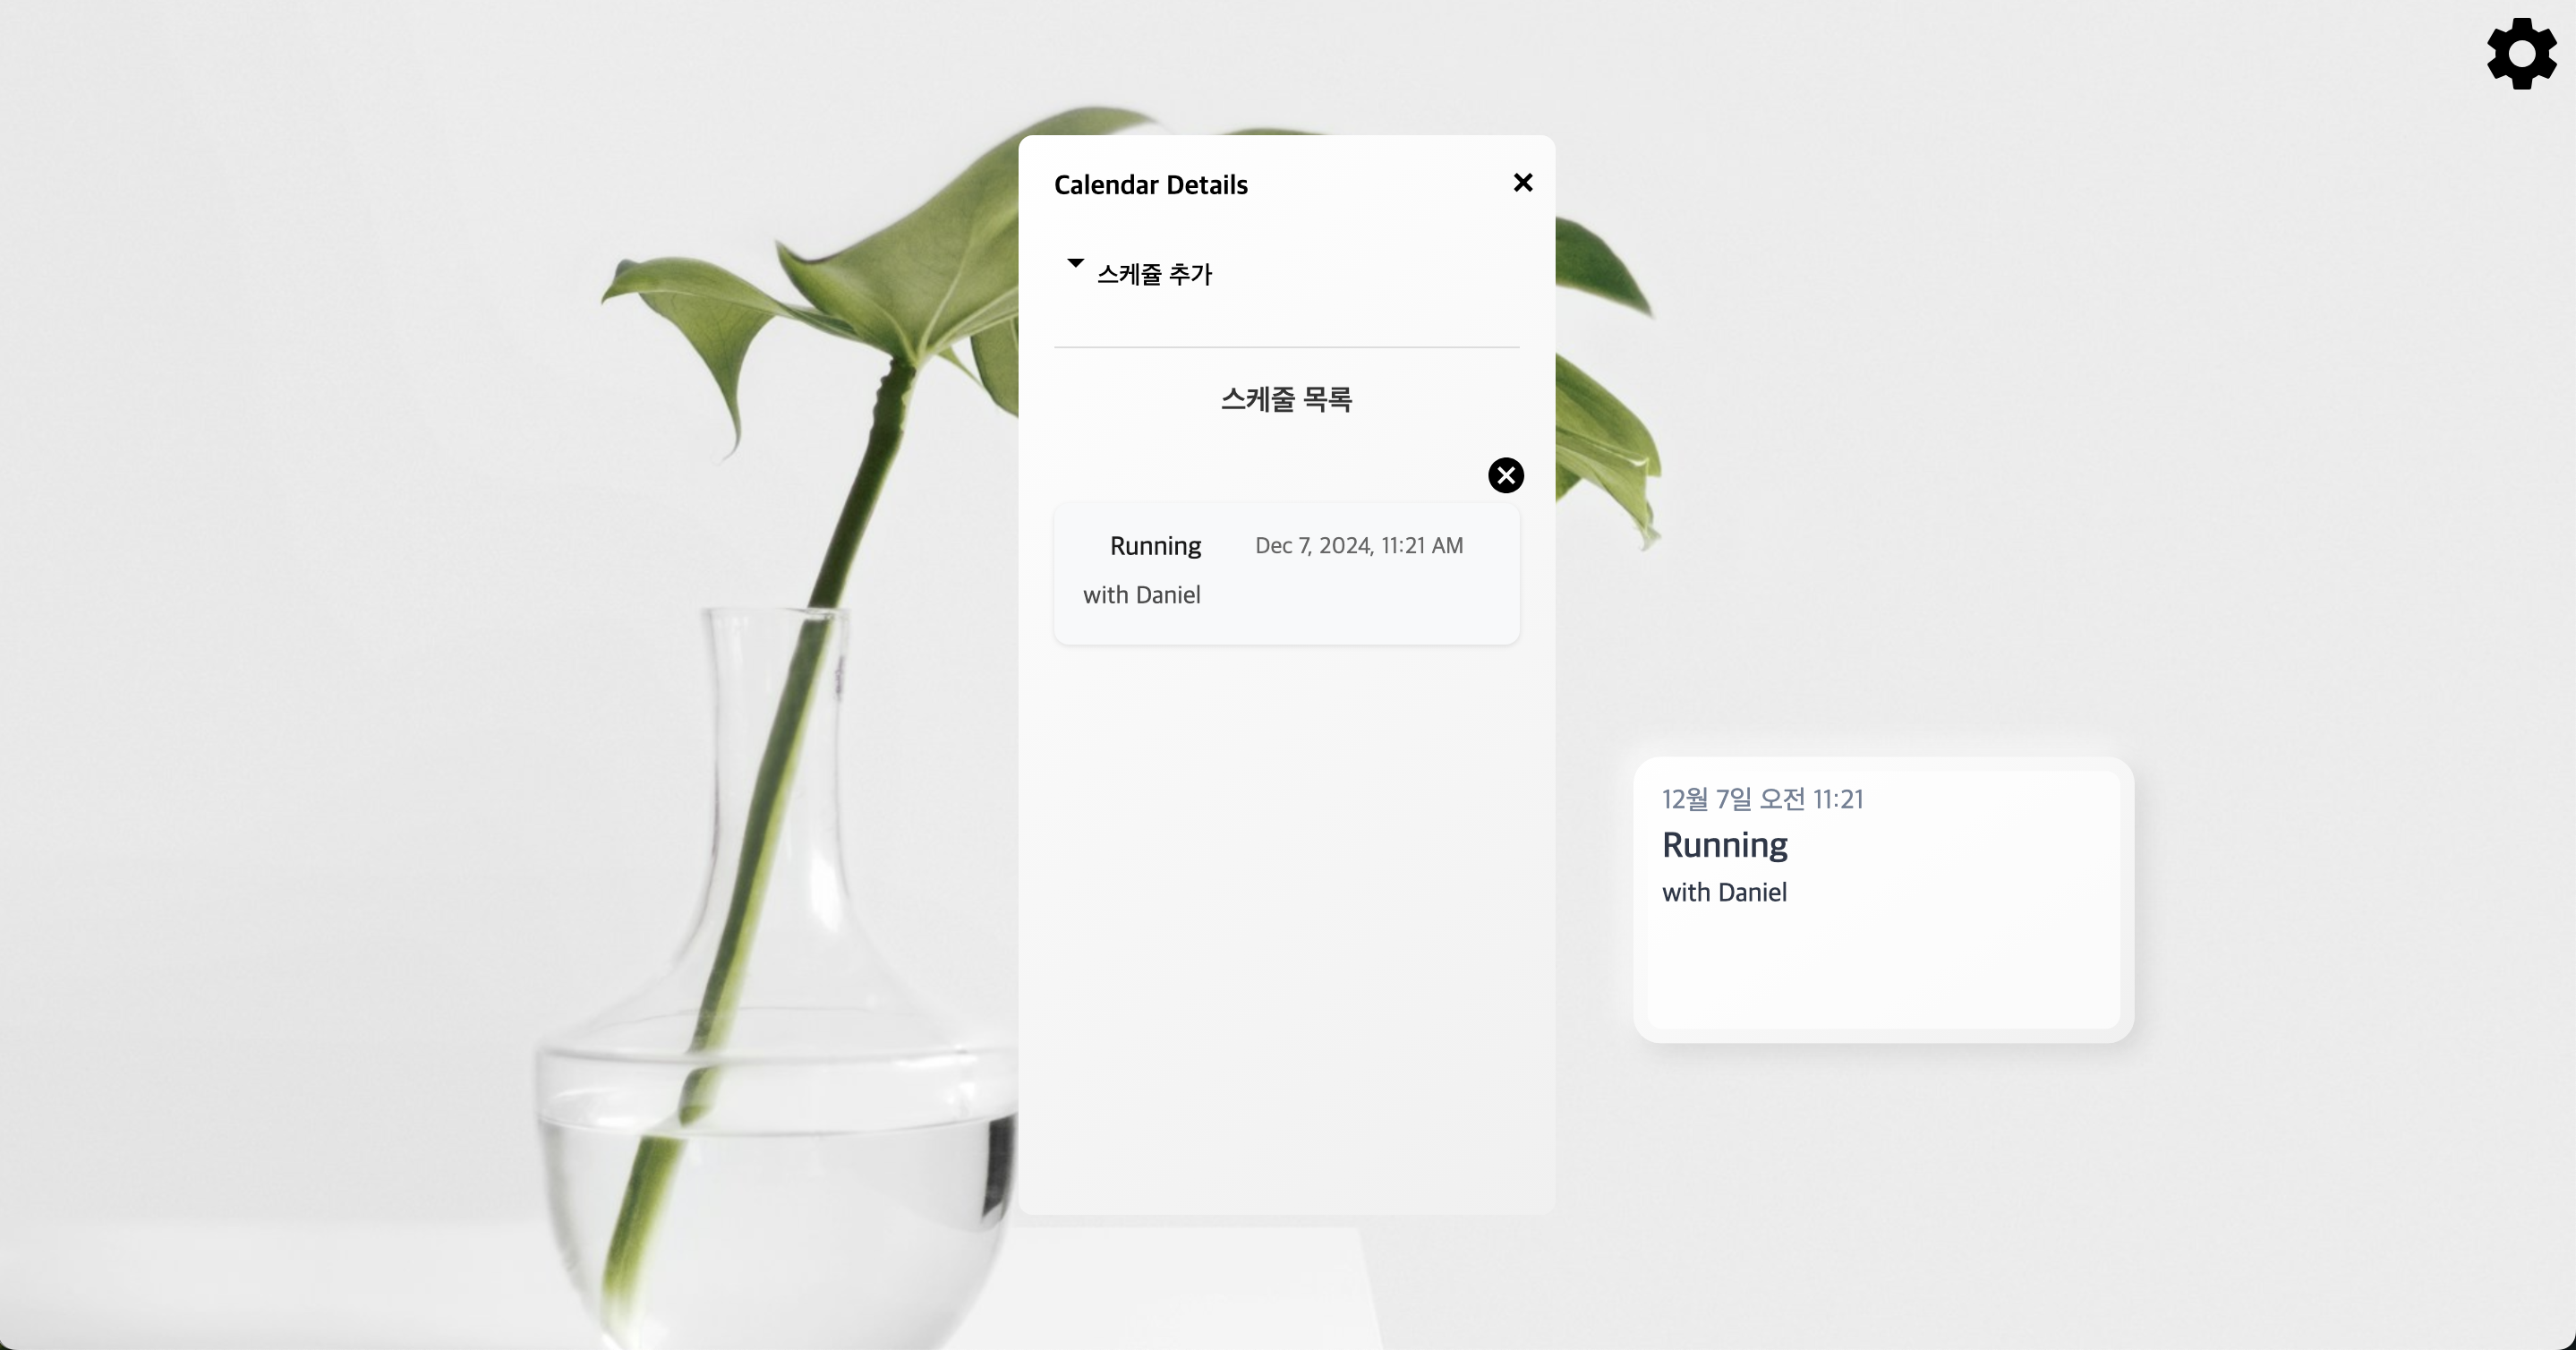 Calendar Details
스케쥴 추가
스케줄 목록
Running Dec 7, 2024, 11:21 AM
with Daniel
12월 7일 오전 11:21
Running
with Daniel